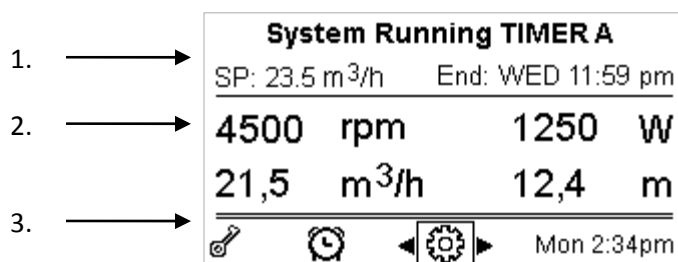 System Running TIMER A
1.
SP: 23.5 m³/h End: WED 11:59 pm
2.
4500 rpm 1250 W
21,5 m³/h 12,4 m
3.
Mon 2:34pm